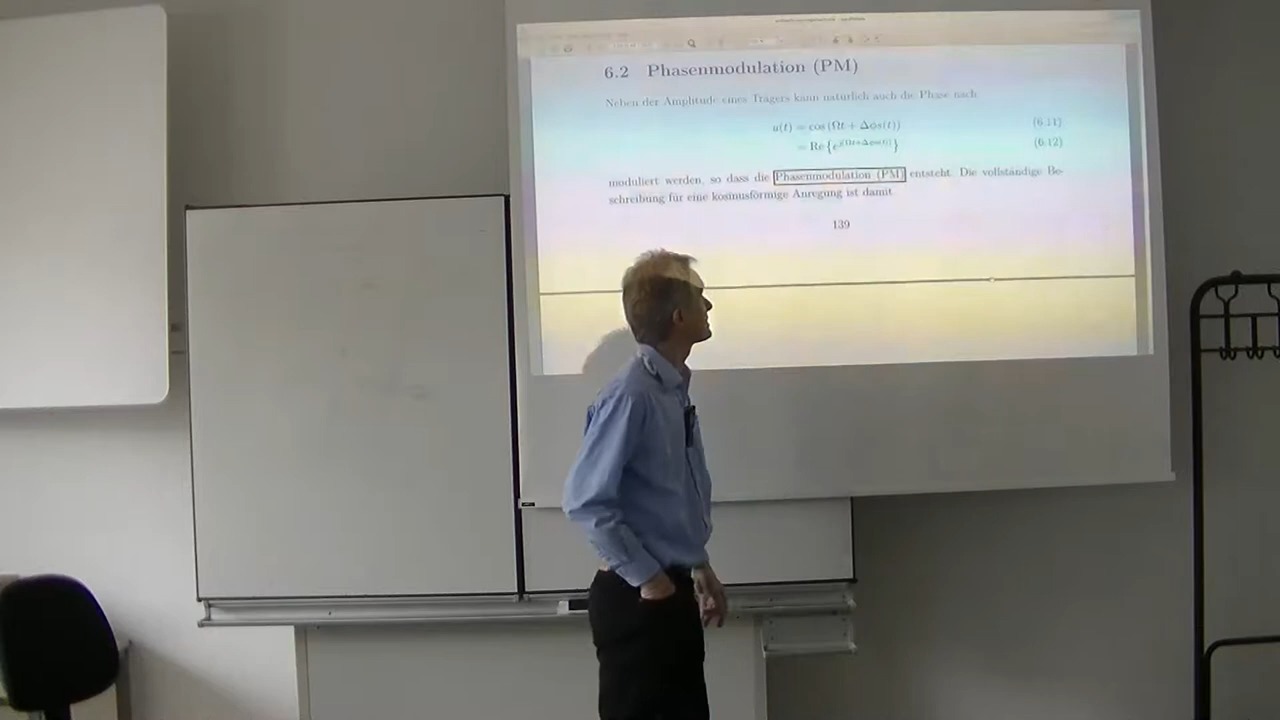 6.2 Phasenmodulation (PM)
Neben der Amplitude eines Trägers kann natürlich auch die Phase nach
u(t) = cos (Ωt + Δϕs(t)) (6.11)
= Re {e^{j(Ωt+Δϕs(t))}} (6.12)
moduliert werden, so dass die Phasenmodulation (PM) entsteht. Die vollständige Be-
schreibung für eine kosinusförmige Anregung ist damit
139